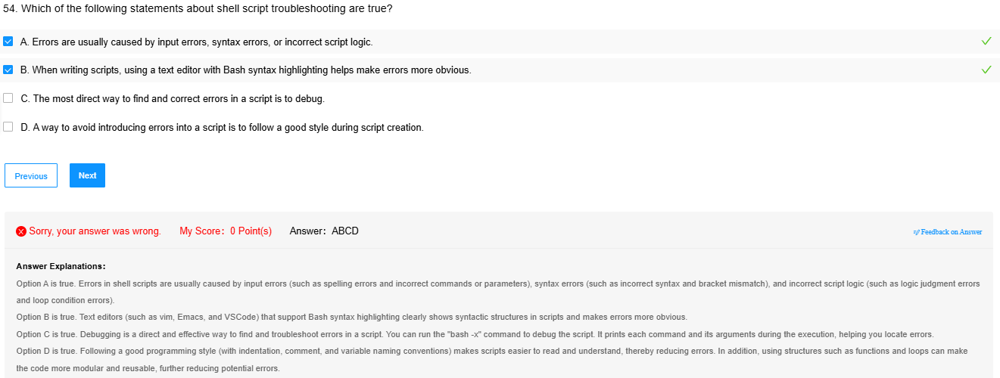 54. Which of the following statements about shell script troubleshooting are true?
A. Errors are usually caused by input errors, syntax errors, or incorrect script logic.
B. When writing scripts, using a text editor with Bash syntax highlighting helps make errors more obvious.
C. The most direct way to find and correct errors in a script is to debug.
D. A way to avoid introducing errors into a script is to follow a good style during script creation.
Previous Next
Sorry, your answer was wrong. My Score: 0 Point(s) Answer: ABCD Feedback on Answer
Answer Explanations:
Option A is true. Errors in shell scripts are usually caused by input errors (such as spelling errors and incorrect commands or parameters), syntax errors (such as incorrect syntax and bracket mismatch), and incorrect script logic (such as logic judgment errors
and loop condition errors).
Option B is true. Text editors (such as vim, Emacs, and VSCode) that support Bash syntax highlighting clearly shows syntactic structures in scripts and makes errors more obvious.
Option C is true. Debugging is a direct and effective way to find and troubleshoot errors in a script. You can run the "bash -x" command to debug the script. It prints each command and its arguments during the execution, helping you locate errors.
Option D is true. Following a good programming style (with indentation, comment, and variable naming conventions) makes scripts easier to read and understand, thereby reducing errors. In addition, using structures such as functions and loops can make
the code more modular and reusable, further reducing potential errors.